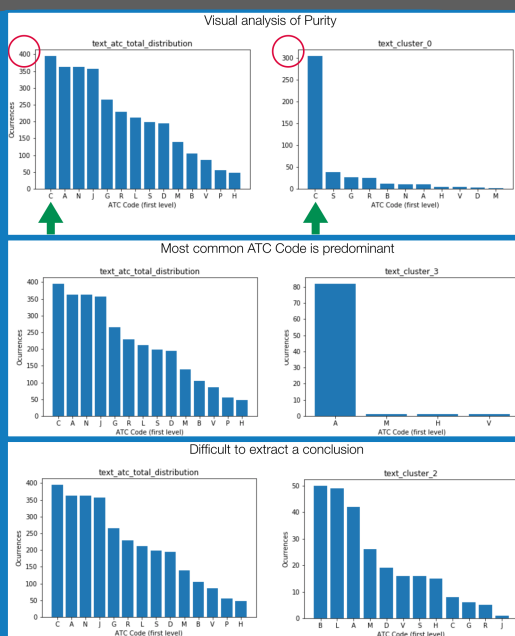 Visual analysis of Purity
text_atc_total_distribution
400
350
300
250
200
150
100
50
0
Ocurrences
C A N J G R L S D M B V P H
ATC Code (first level)
text_cluster_0
300
250
200
150
100
50
0
Ocurrences
C S G R B N A H V D M
ATC Code (first level)
Most common ATC Code is predominant
text_atc_total_distribution
400
350
300
250
200
150
100
50
0
Ocurrences
C A N J G R L S D M B V P H
ATC Code (first level)
text_cluster_3
80
70
60
50
40
30
20
10
0
Ocurrences
A M H V
ATC Code (first level)
Difficult to extract a conclusion
text_atc_total_distribution
400
350
300
250
200
150
100
50
0
Ocurrences
C A N J G R L S D M B V P H
ATC Code (first level)
text_cluster_2
50
40
30
20
10
0
Ocurrences
B L A M D V S H C G R J
ATC Code (first level)